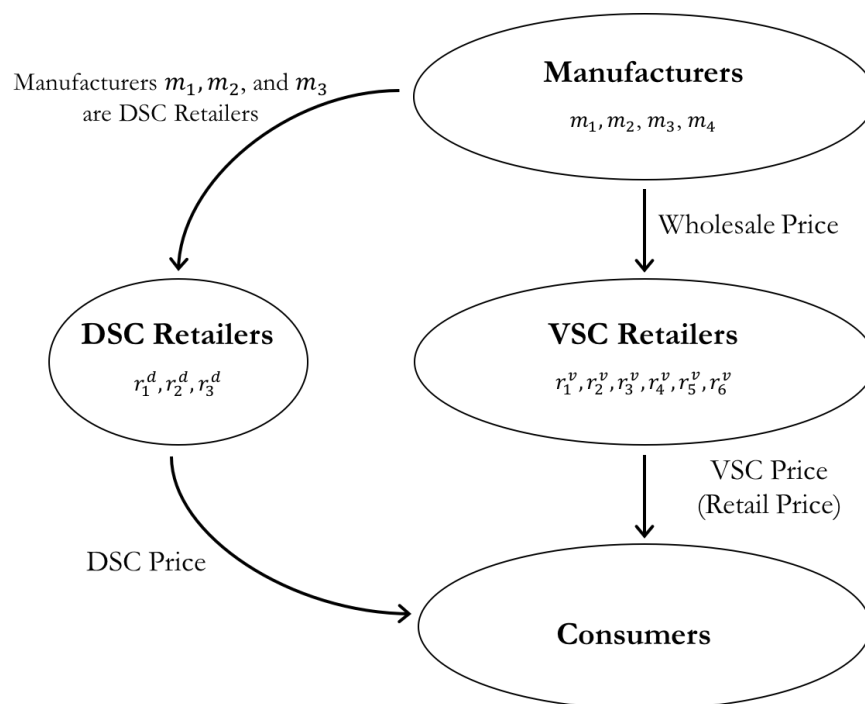 Manufacturers 𝑚₁, 𝑚₂, and 𝑚₃
are DSC Retailers
Manufacturers
𝑚₁, 𝑚₂, 𝑚₃, 𝑚₄
Wholesale Price
DSC Retailers
𝑟₁ᵈ, 𝑟₂ᵈ, 𝑟₃ᵈ
VSC Retailers
𝑟₁ᵛ, 𝑟₂ᵛ, 𝑟₃ᵛ, 𝑟₄ᵛ, 𝑟₅ᵛ, 𝑟₆ᵛ
VSC Price
(Retail Price)
DSC Price
Consumers